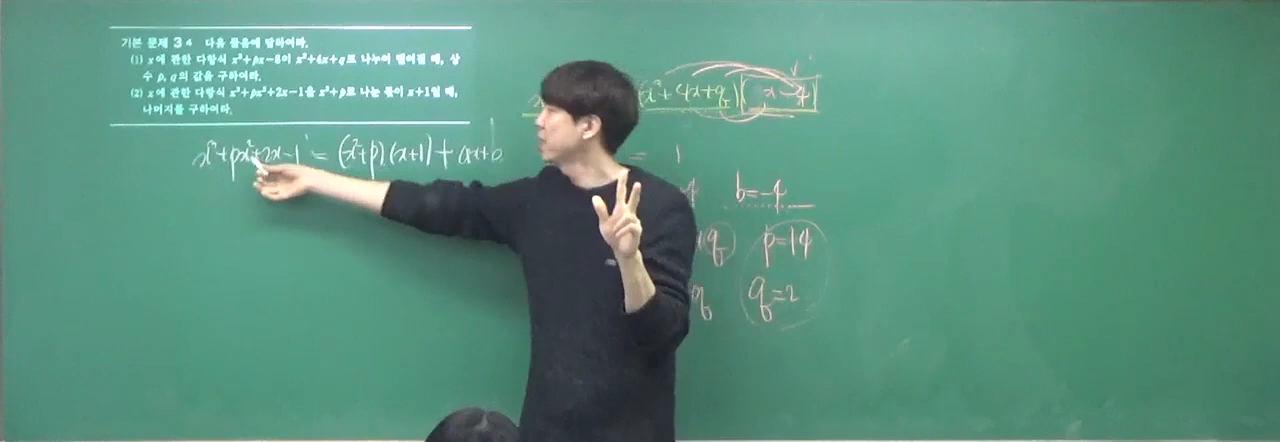 기본 문제 3 4 다음 물음에 답하여라.
(1) x에 관한 다항식 x³+px−8이 x²+4x+q로 나누어 떨어질 때, 상
수 p, q의 값을 구하여라.
(2) x에 관한 다항식 x³+px²+2x−1을 x²+p로 나눈 몫이 x+1일 때,
나머지를 구하여라.
(x²+4x+q)(x−4)
x³+px²+2x−1 = (x²+p)(x+1)+ax+b
= 1
b=−4
q p=14
q q=2